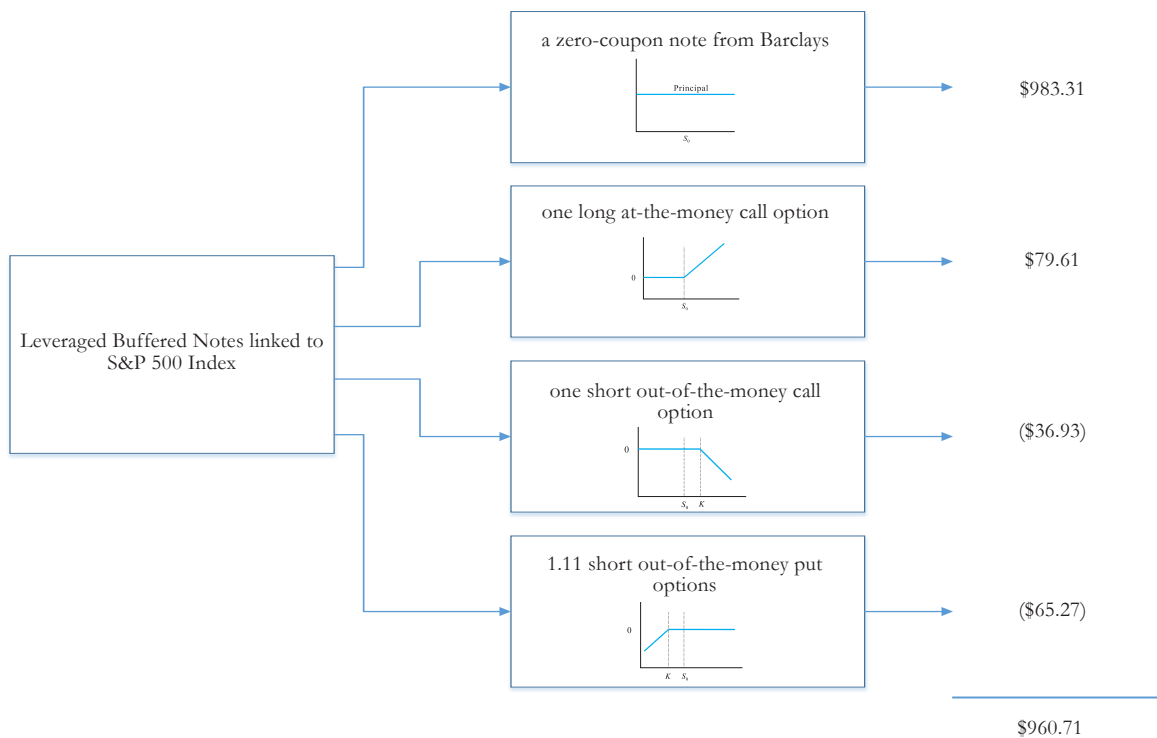 a zero-coupon note from Barclays
Principal
S₀
$983.31
one long at-the-money call option
0
S₀
$79.61
Leveraged Buffered Notes linked to
S&P 500 Index
one short out-of-the-money call
option
0
S₀ K
($36.93)
1.11 short out-of-the-money put
options
0
K S₀
($65.27)
$960.71